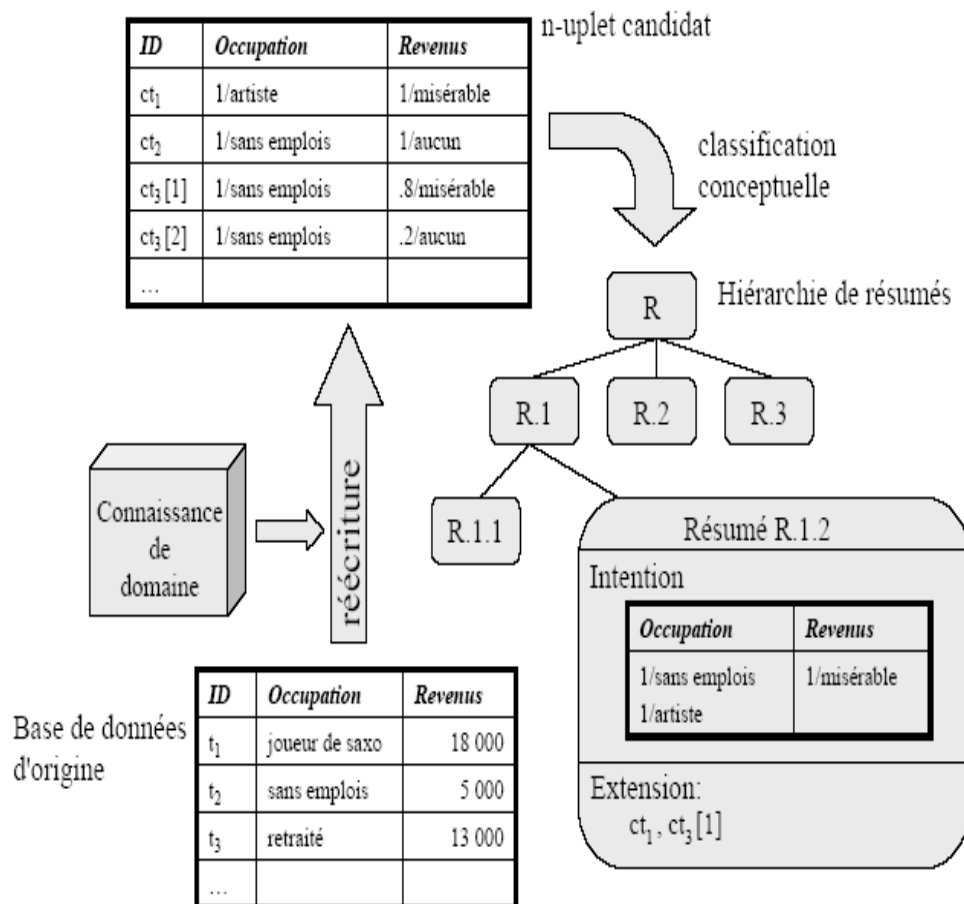 n-uplet candidat
ID Occupation Revenus
ct1 1/artiste 1/misérable
ct2 1/sans emplois 1/aucun
ct3 [1] 1/sans emplois .8/misérable
ct3 [2] 1/sans emplois .2/aucun
...
classification
conceptuelle
Hiérarchie de résumés
R
R.1 R.2 R.3
R.1.1
Connaissance
de
domaine
réécriture
Résumé R.1.2
Intention
Occupation Revenus
1/sans emplois 1/misérable
1/artiste
Extension:
ct1 , ct3 [1]
Base de données
d'origine
ID Occupation Revenus
t1 joueur de saxo 18 000
t2 sans emplois 5 000
t3 retraité 13 000
...